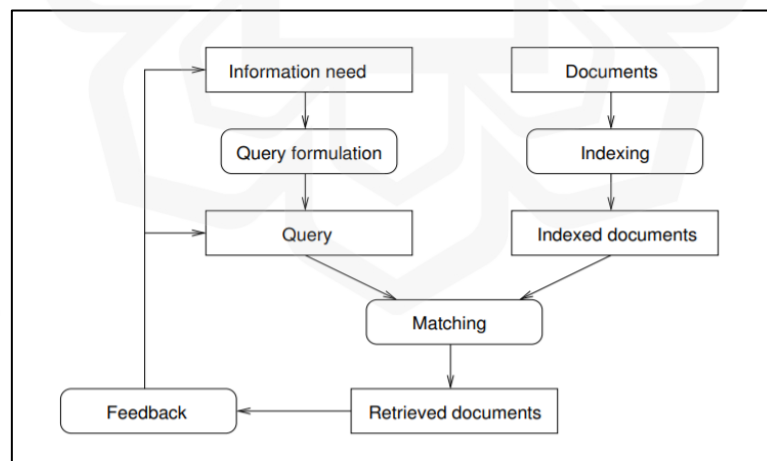 Information need
Documents
Query formulation
Indexing
Query
Indexed documents
Matching
Feedback
Retrieved documents